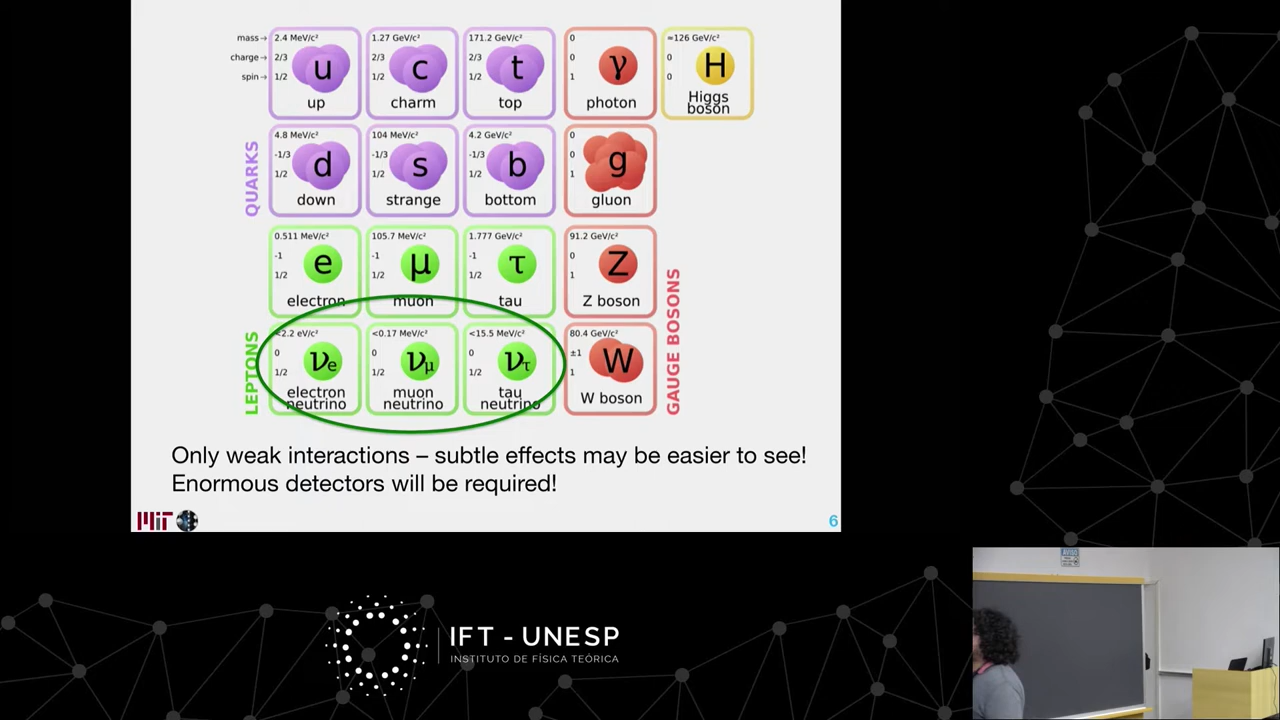 mass→ 2.4 MeV/c² 1.27 GeV/c² 171.2 GeV/c² 0 ≈126 GeV/c²
charge→ 2/3 2/3 2/3 0 0
spin→ 1/2 1/2 1/2 1 0
u c t γ H
up charm top photon Higgs boson
QUARKS
4.8 MeV/c² 104 MeV/c² 4.2 GeV/c² 0
-1/3 -1/3 -1/3 0
1/2 1/2 1/2 1
d s b g
down strange bottom gluon
0.511 MeV/c² 105.7 MeV/c² 1.777 GeV/c² 91.2 GeV/c²
-1 -1 -1 0
1/2 1/2 1/2 1
e μ τ Z
electron muon tau Z boson
LEPTONS
<2.2 eV/c² <0.17 MeV/c² <15.5 MeV/c² 80.4 GeV/c²
0 0 0 ±1
1/2 1/2 1/2 1
νe νμ ντ W
electron neutrino muon neutrino tau neutrino W boson
GAUGE BOSONS
Only weak interactions – subtle effects may be easier to see!
Enormous detectors will be required!
MIT
6
IFT - UNESP
INSTITUTO DE FÍSICA TEÓRICA